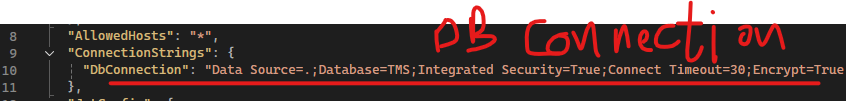 DB Connection
8 "AllowedHosts": "*",
9 "ConnectionStrings": {
10 "DbConnection": "Data Source=.;Database=TMS;Integrated Security=True;Connect Timeout=30;Encrypt=True
11 },